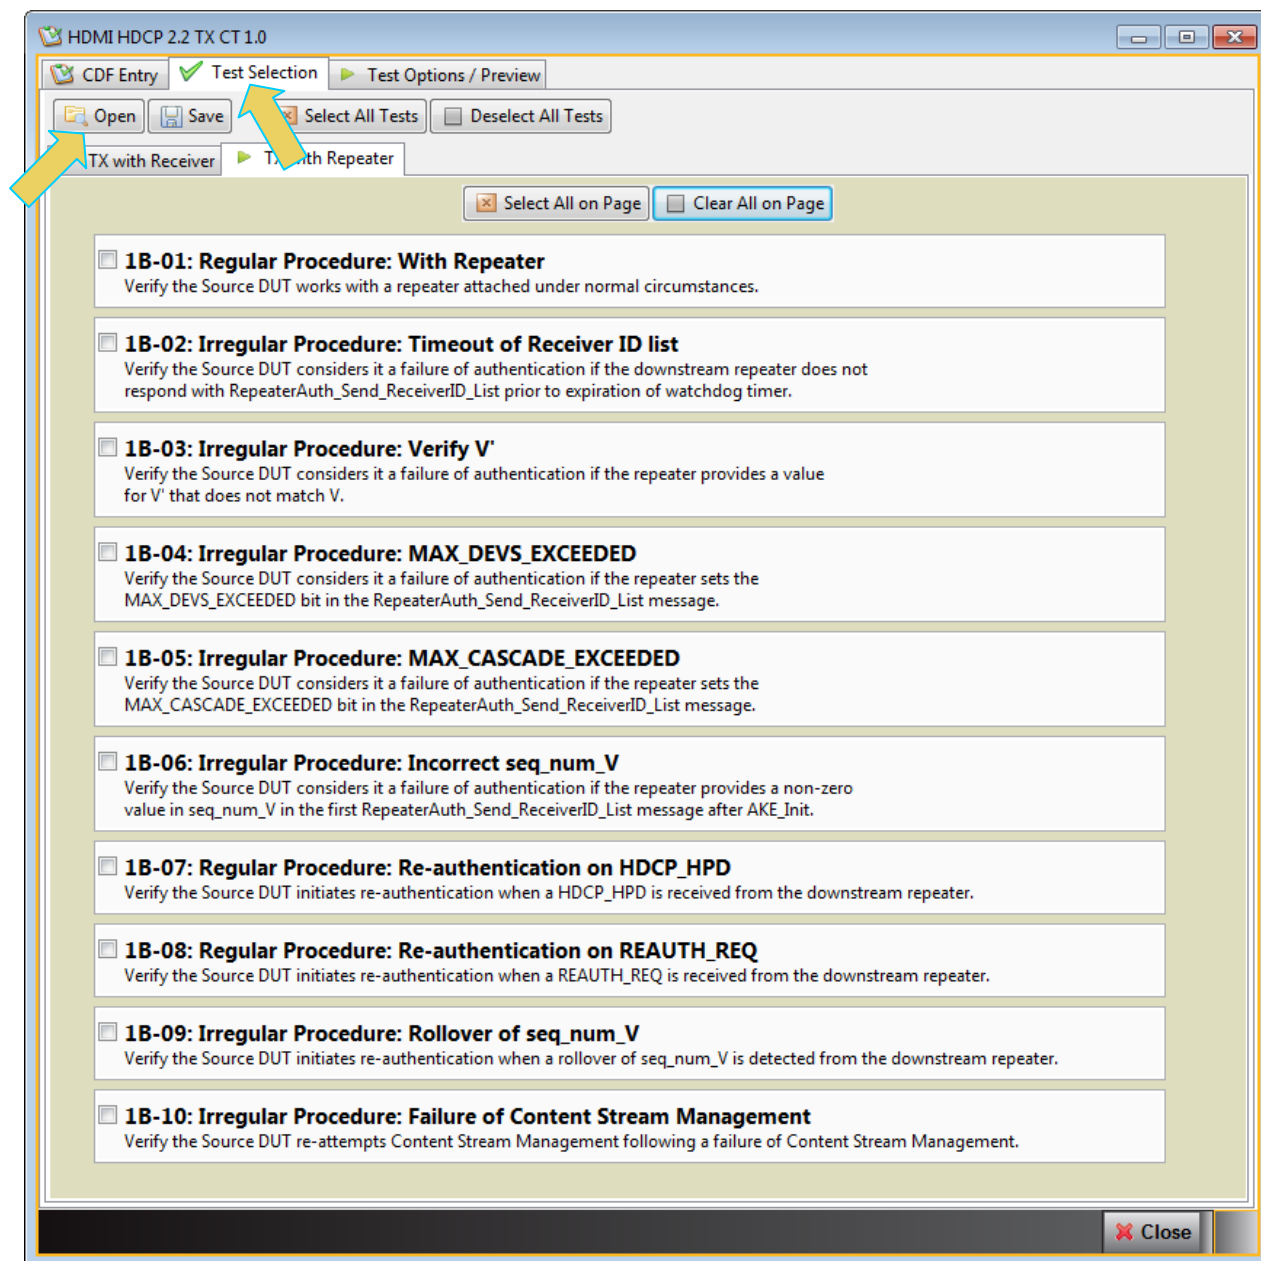 HDMI HDCP 2.2 TX CT 1.0
CDF Entry Test Selection Test Options / Preview
Open Save Select All Tests Deselect All Tests
TX with Receiver TX with Repeater
Select All on Page Clear All on Page
1B-01: Regular Procedure: With Repeater
Verify the Source DUT works with a repeater attached under normal circumstances.
1B-02: Irregular Procedure: Timeout of Receiver ID list
Verify the Source DUT considers it a failure of authentication if the downstream repeater does not
respond with RepeaterAuth_Send_ReceiverID_List prior to expiration of watchdog timer.
1B-03: Irregular Procedure: Verify V'
Verify the Source DUT considers it a failure of authentication if the repeater provides a value
for V' that does not match V.
1B-04: Irregular Procedure: MAX_DEVS_EXCEEDED
Verify the Source DUT considers it a failure of authentication if the repeater sets the
MAX_DEVS_EXCEEDED bit in the RepeaterAuth_Send_ReceiverID_List message.
1B-05: Irregular Procedure: MAX_CASCADE_EXCEEDED
Verify the Source DUT considers it a failure of authentication if the repeater sets the
MAX_CASCADE_EXCEEDED bit in the RepeaterAuth_Send_ReceiverID_List message.
1B-06: Irregular Procedure: Incorrect seq_num_V
Verify the Source DUT considers it a failure of authentication if the repeater provides a non-zero
value in seq_num_V in the first RepeaterAuth_Send_ReceiverID_List message after AKE_Init.
1B-07: Regular Procedure: Re-authentication on HDCP_HPD
Verify the Source DUT initiates re-authentication when a HDCP_HPD is received from the downstream repeater.
1B-08: Regular Procedure: Re-authentication on REAUTH_REQ
Verify the Source DUT initiates re-authentication when a REAUTH_REQ is received from the downstream repeater.
1B-09: Irregular Procedure: Rollover of seq_num_V
Verify the Source DUT initiates re-authentication when a rollover of seq_num_V is detected from the downstream repeater.
1B-10: Irregular Procedure: Failure of Content Stream Management
Verify the Source DUT re-attempts Content Stream Management following a failure of Content Stream Management.
Close